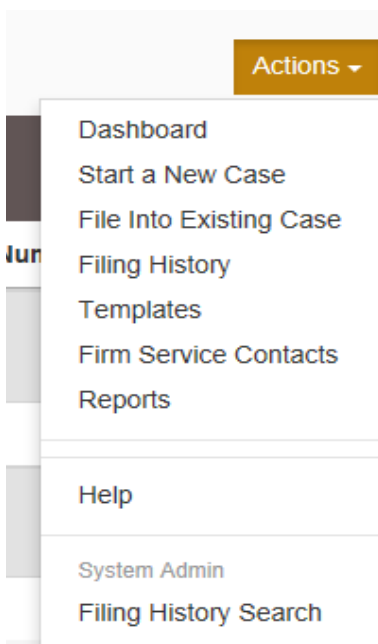 Actions
Dashboard
Start a New Case
File Into Existing Case
Filing History
Templates
Firm Service Contacts
Reports
Help
System Admin
Filing History Search